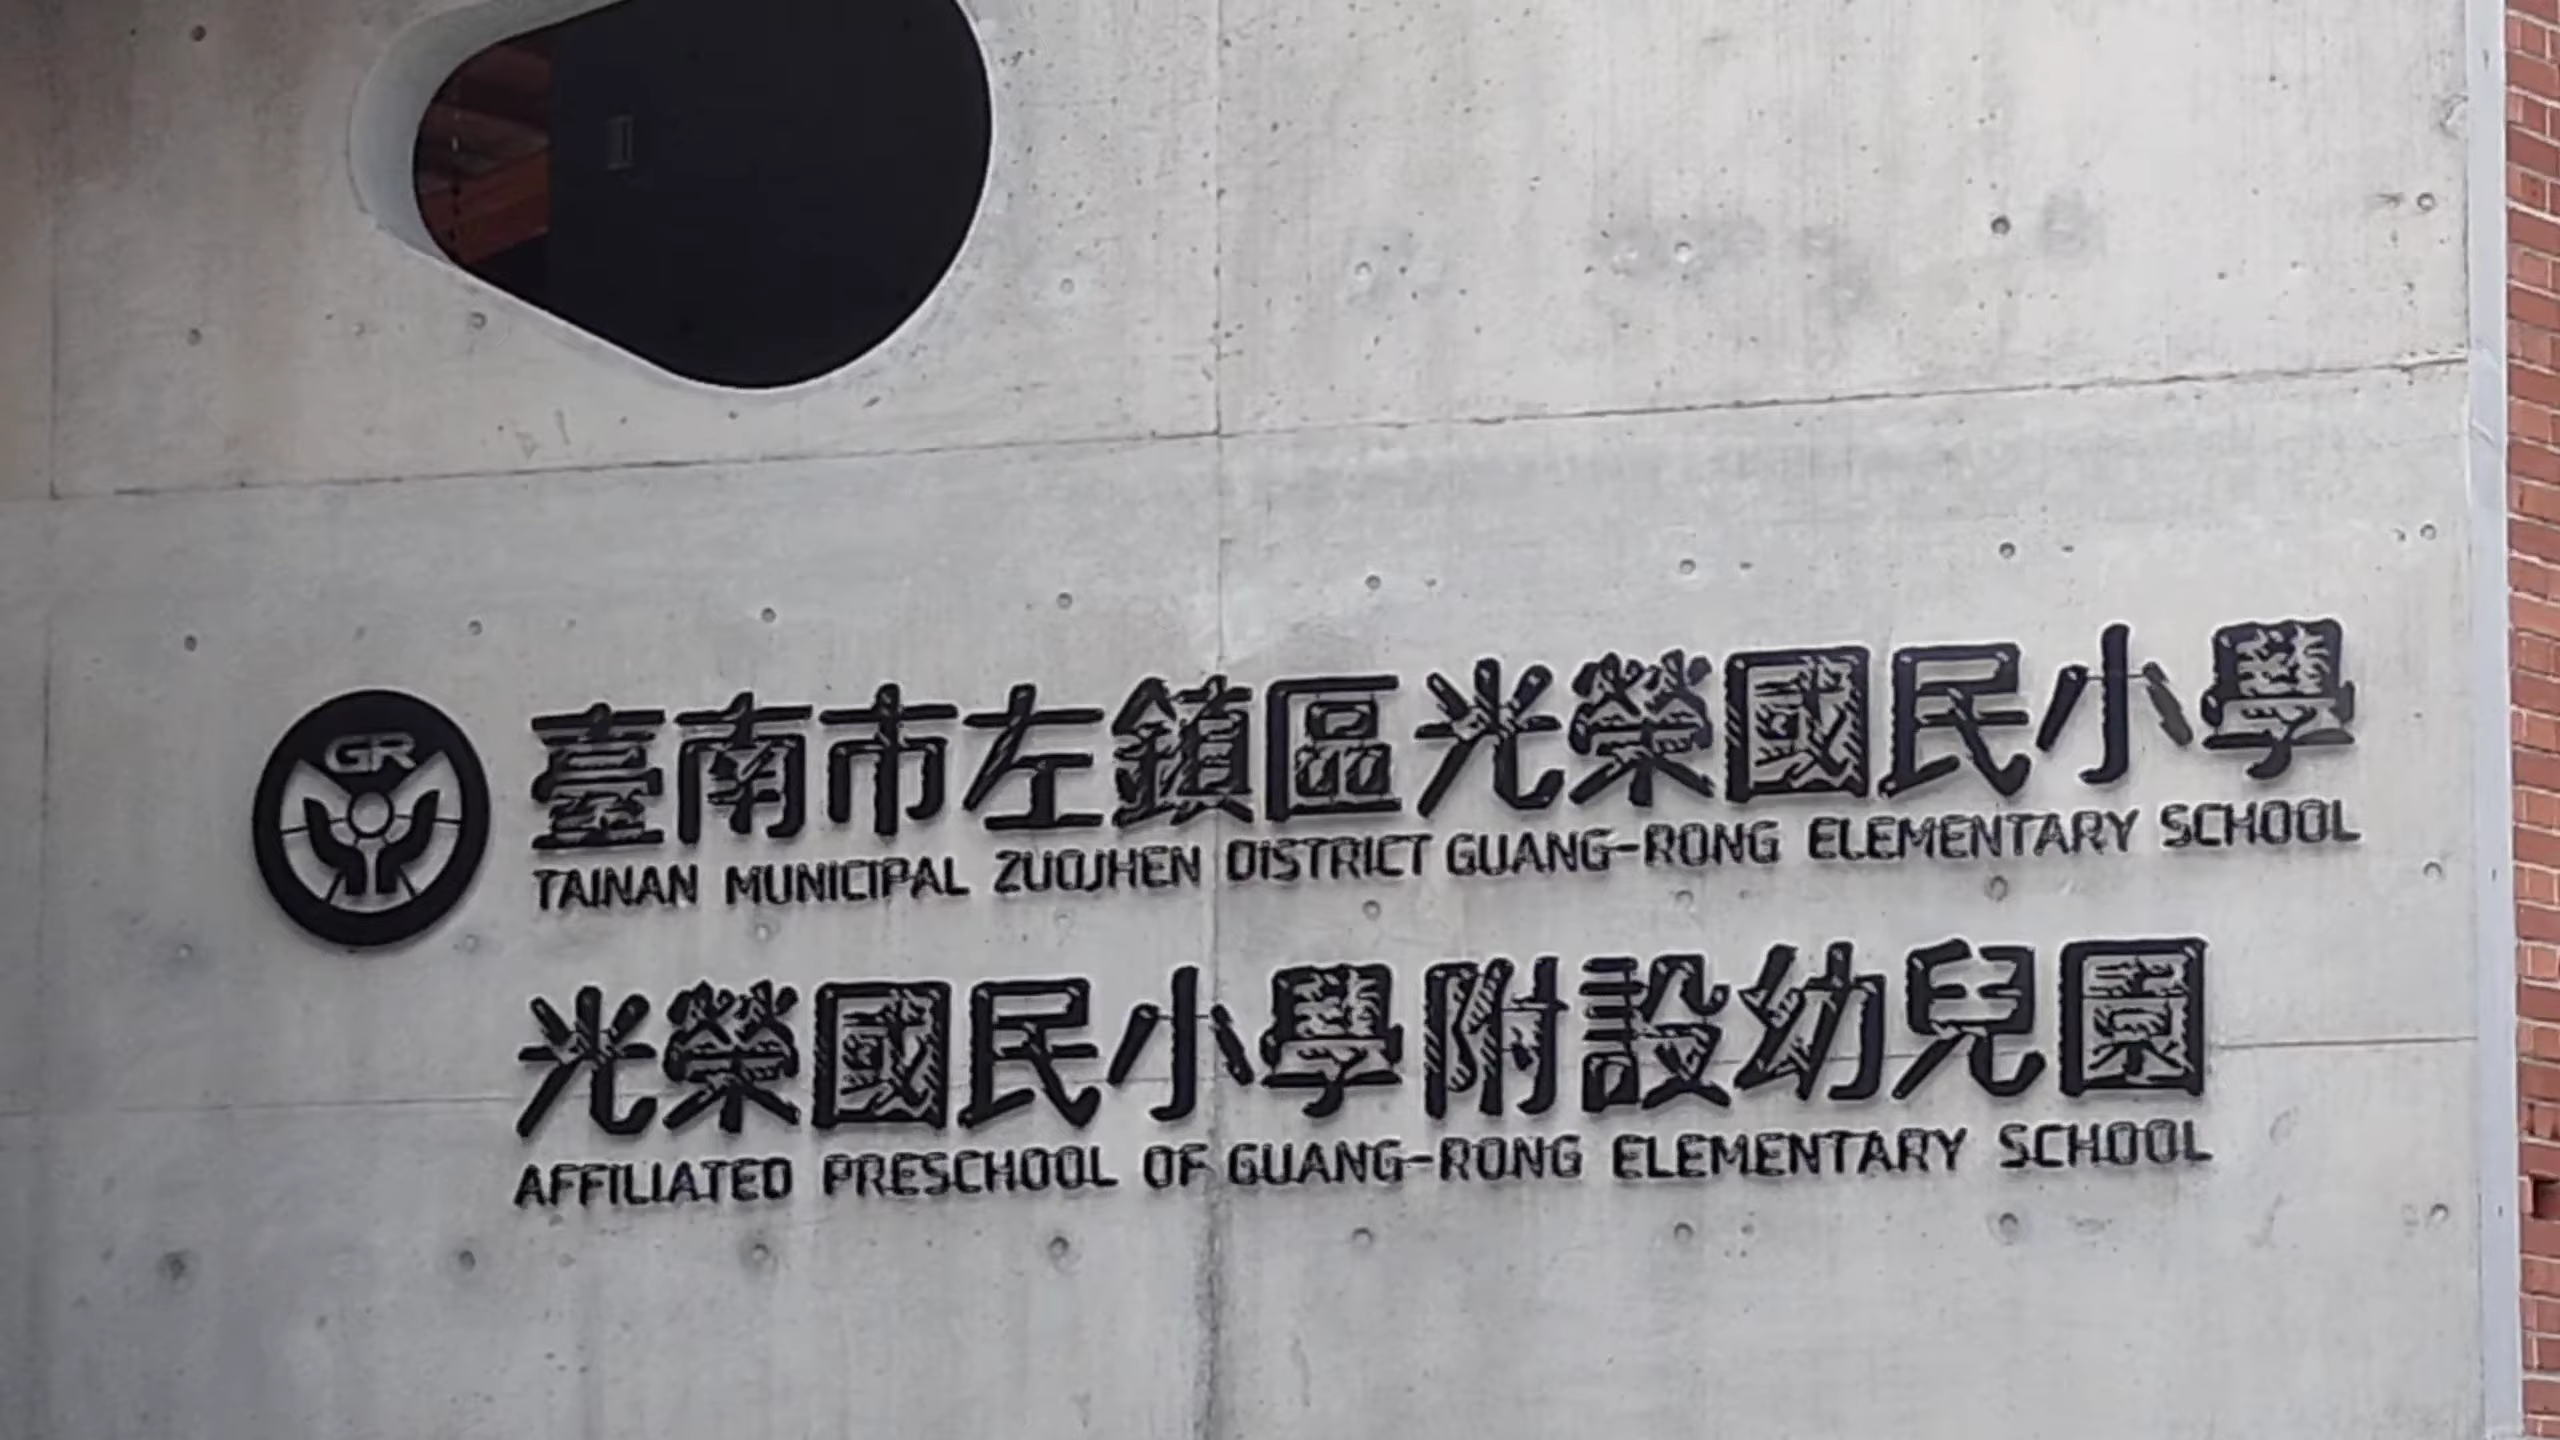 GR
臺南市左鎮區光榮國民小學
TAINAN MUNICIPAL ZUOJHEN DISTRICT GUANG-RONG ELEMENTARY SCHOOL
光榮國民小學附設幼兒園
AFFILIATED PRESCHOOL OF GUANG-RONG ELEMENTARY SCHOOL